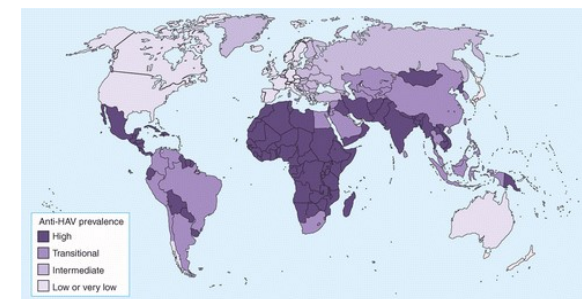 Anti-HAV prevalence
High
Transitional
Intermediate
Low or very low